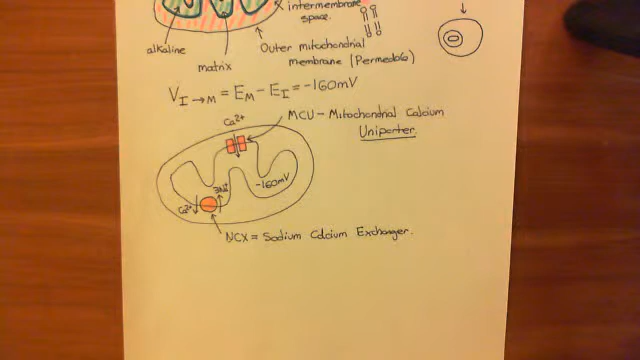 intermembrane
space.
alkaline
matrix
Outer mitochondrial
membrane (Permeable)
V I→M = E_M - E_I = -160mV
Ca²⁺
MCU - Mitochondrial Calcium
Uniporter.
-160mV
3Na⁺
Ca²⁺
NCX = Sodium Calcium Exchanger.